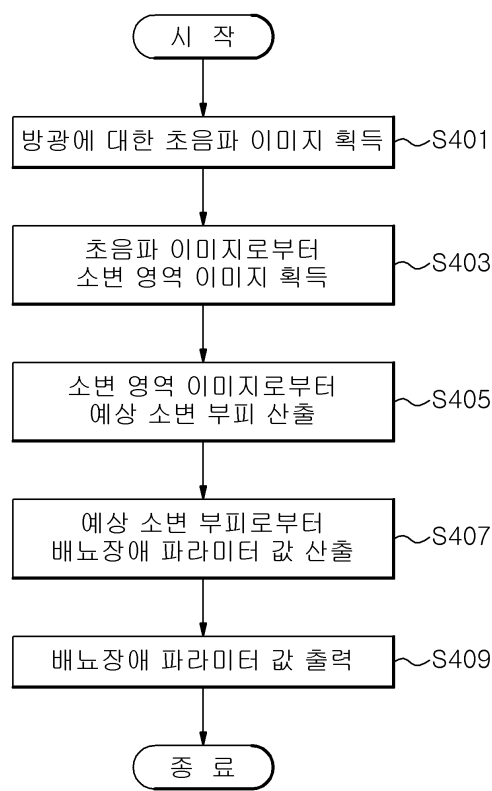 시 작
방광에 대한 초음파 이미지 획득
S401
초음파 이미지로부터
소변 영역 이미지 획득
S403
소변 영역 이미지로부터
예상 소변 부피 산출
S405
예상 소변 부피로부터
배뇨장애 파라미터 값 산출
S407
배뇨장애 파라미터 값 출력
S409
종 료